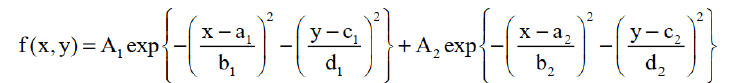 f(x,y) = A₁ exp{−((x−a₁)/b₁)² − ((y−c₁)/d₁)²} + A₂ exp{−((x−a₂)/b₂)² − ((y−c₂)/d₂)²}